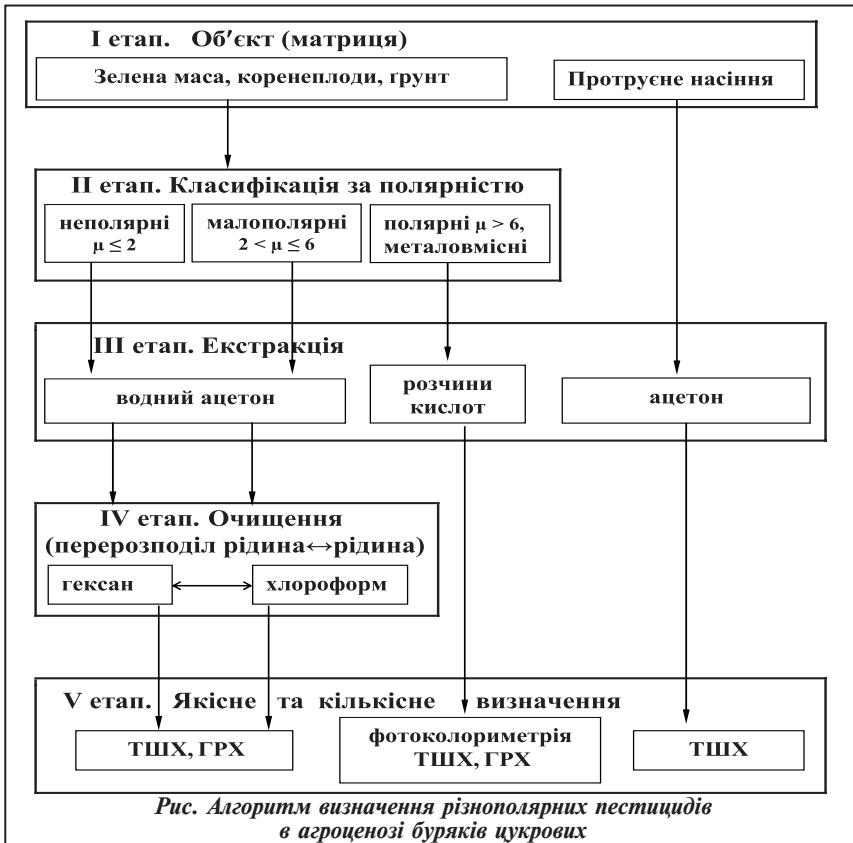 І етап. Об′єкт (матриця)
Зелена маса, коренеплоди, ґрунт
Протруєне насіння
ІІ етап. Класифікація за полярністю
неполярні
μ ≤ 2
малополярні
2 < μ ≤ 6
полярні μ > 6,
металовмісні
ІІІ етап. Екстракція
водний ацетон
розчини
кислот
ацетон
IV етап. Очищення
(перерозподіл рідина↔рідина)
гексан
хлороформ
V етап. Якісне та кількісне визначення
ТШХ, ГРХ
фотоколориметрія
ТШХ, ГРХ
ТШХ
Рис. Алгоритм визначення різнополярних пестицидів
в агроценозі буряків цукрових